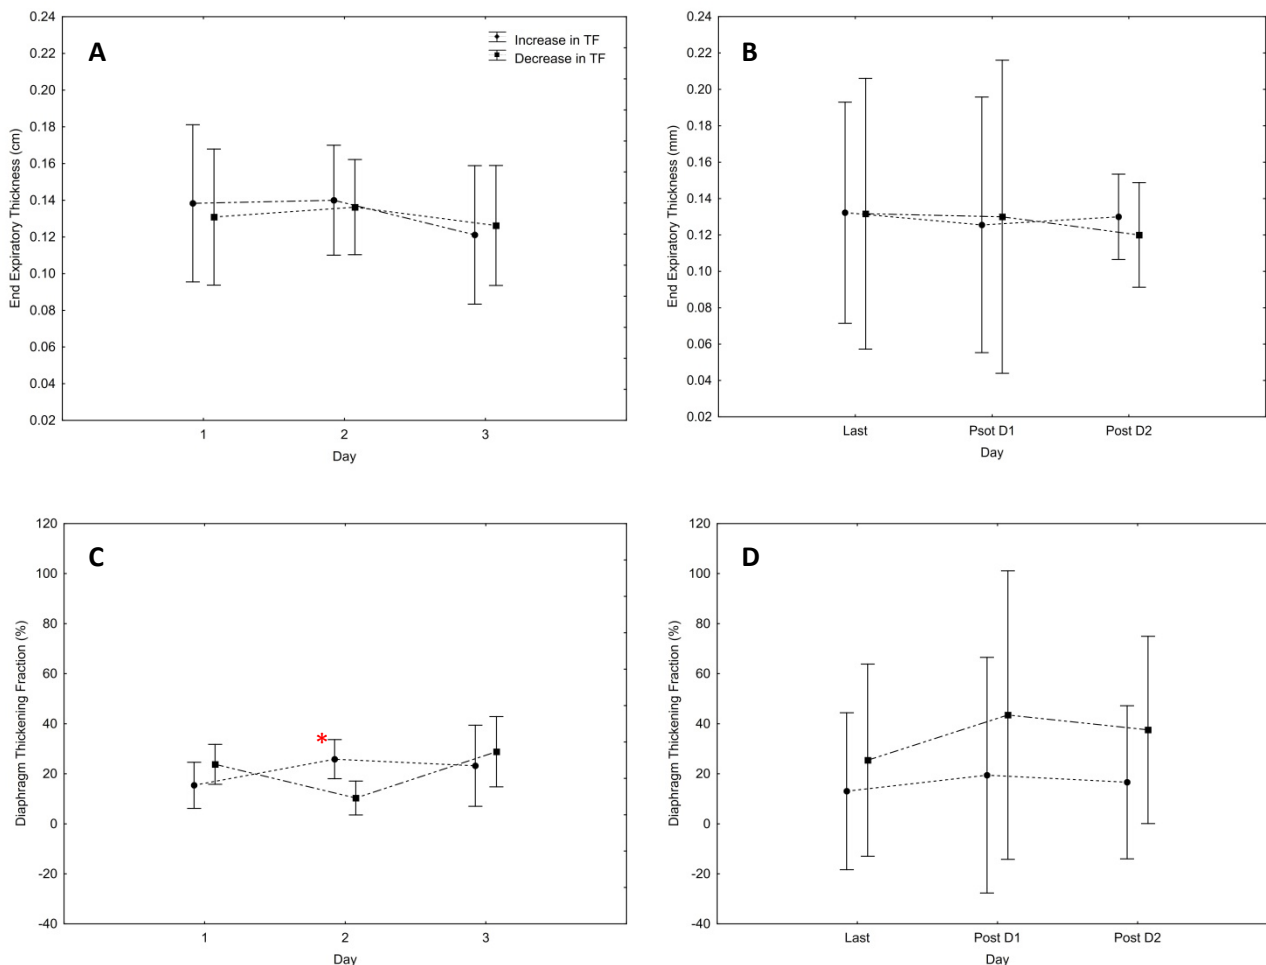 A
Increase in TF
Decrease in TF
End Expiratory Thickness (cm)
0.24
0.22
0.20
0.18
0.16
0.14
0.12
0.10
0.08
0.06
0.04
0.02
1 2 3
Day
B
End Expiratory Thickness (mm)
0.24
0.22
0.20
0.18
0.16
0.14
0.12
0.10
0.08
0.06
0.04
0.02
Last Psot D1 Post D2
Day
C
*
Diaphragm Thickening Fraction (%)
120
100
80
60
40
20
0
-20
-40
1 2 3
Day
D
Diaphragm Thickening Fraction (%)
120
100
80
60
40
20
0
-20
-40
Last Post D1 Post D2
Day